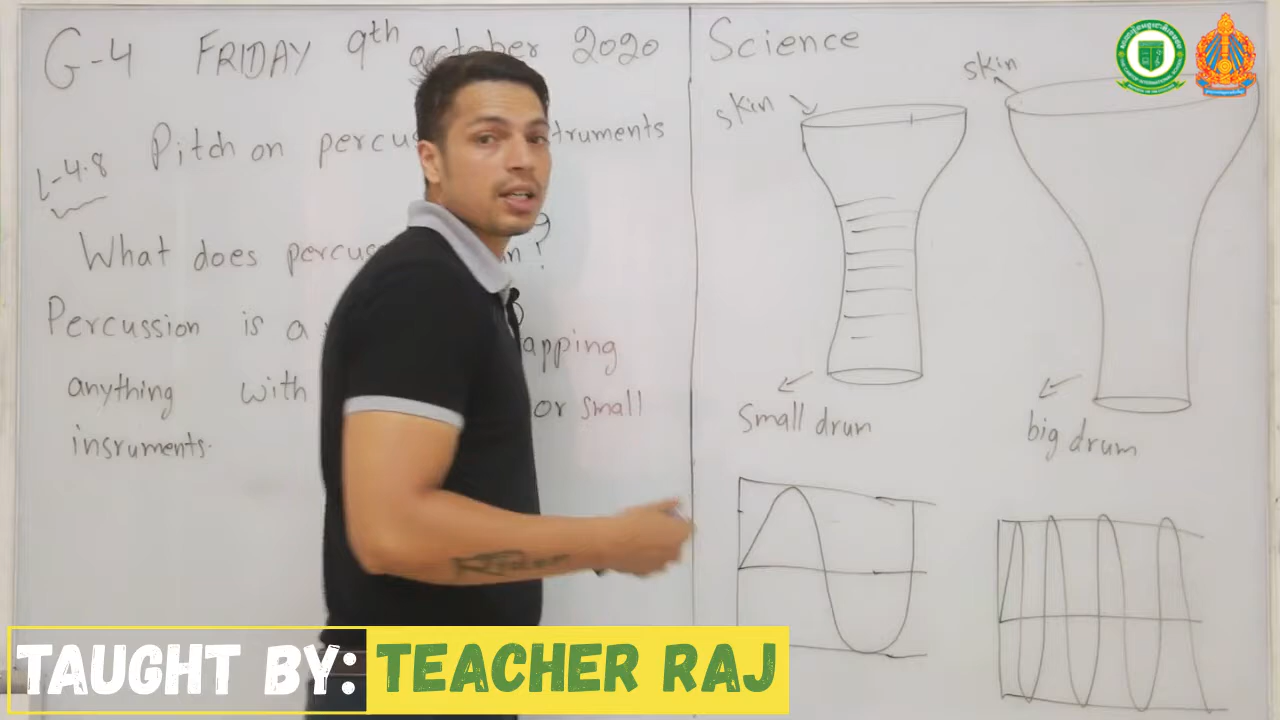 G-4 FRIDAY 9th october 2020
L-4.8
Pitch on percu truments
What does percus n?
Percussion is a apping
anything with or small
insruments.
Science
skin
skin
small drum
big drum
TAUGHT BY: TEACHER RAJ